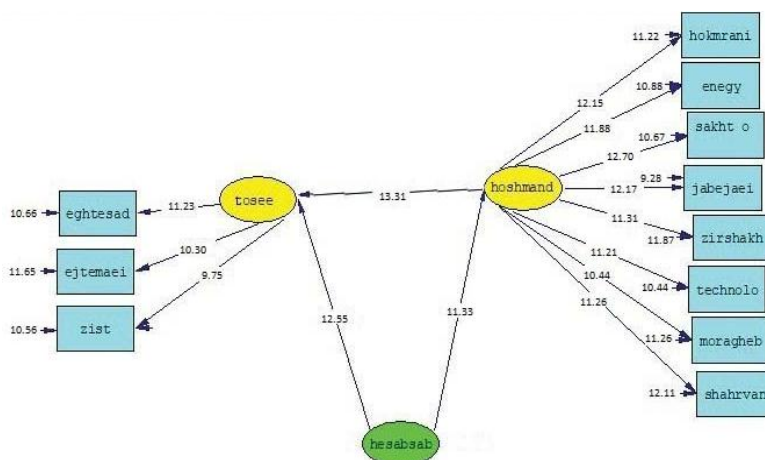 11.22
hokmrani
10.88
enegy
12.15
11.88
10.67
sakht o
12.70
9.28
jabejaei
12.17
hoshmand
13.31
tosee
11.23
10.66
eghtesad
11.31
11.87
zirshakh
11.21
10.44
technolo
10.30
11.65
ejtemaei
9.75
10.44
11.26
11.26
moragheb
10.56
zist
12.55
11.33
12.11
shahrvan
hesabsab